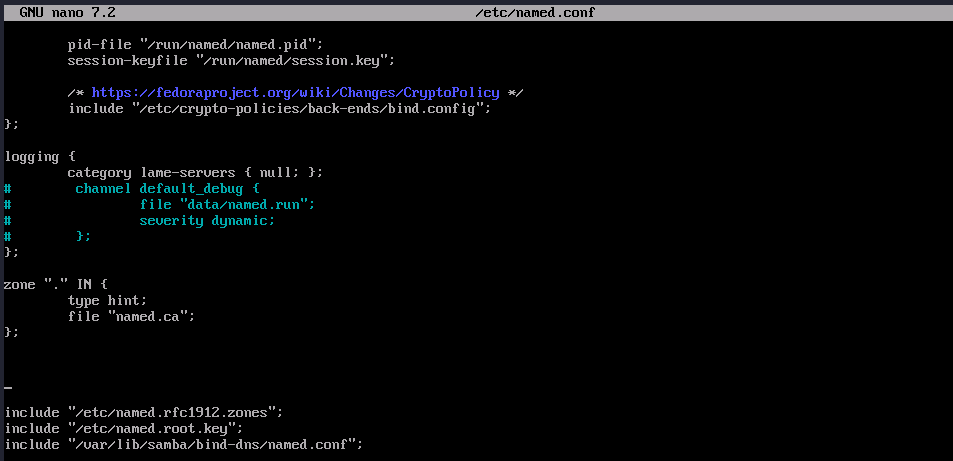 GNU nano 7.2 /etc/named.conf
pid-file "/run/named/named.pid";
session-keyfile "/run/named/session.key";
/* https://fedoraproject.org/wiki/Changes/CryptoPolicy */
include "/etc/crypto-policies/back-ends/bind.config";
};
logging {
category lame-servers { null; };
# channel default_debug {
# file "data/named.run";
# severity dynamic;
# };
};
zone "." IN {
type hint;
file "named.ca";
};
include "/etc/named.rfc1912.zones";
include "/etc/named.root.key";
include "/var/lib/samba/bind-dns/named.conf";